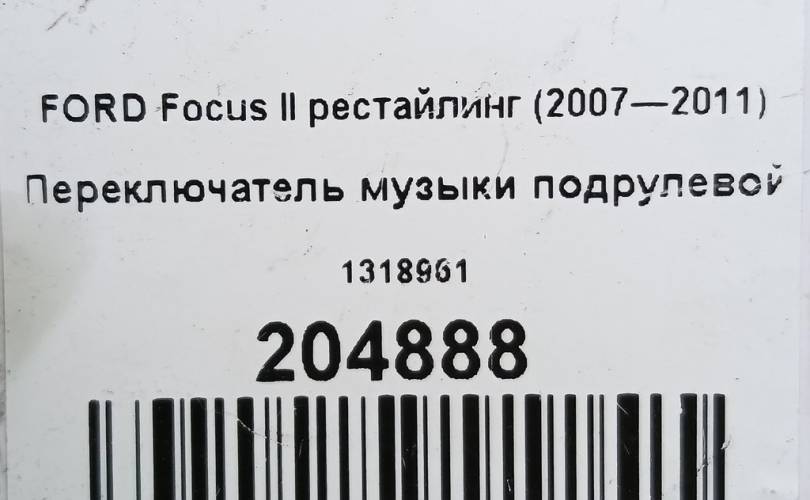 FORD Focus II рестайлинг (2007—2011)
Переключатель музыки подрулевой
1318961
204888